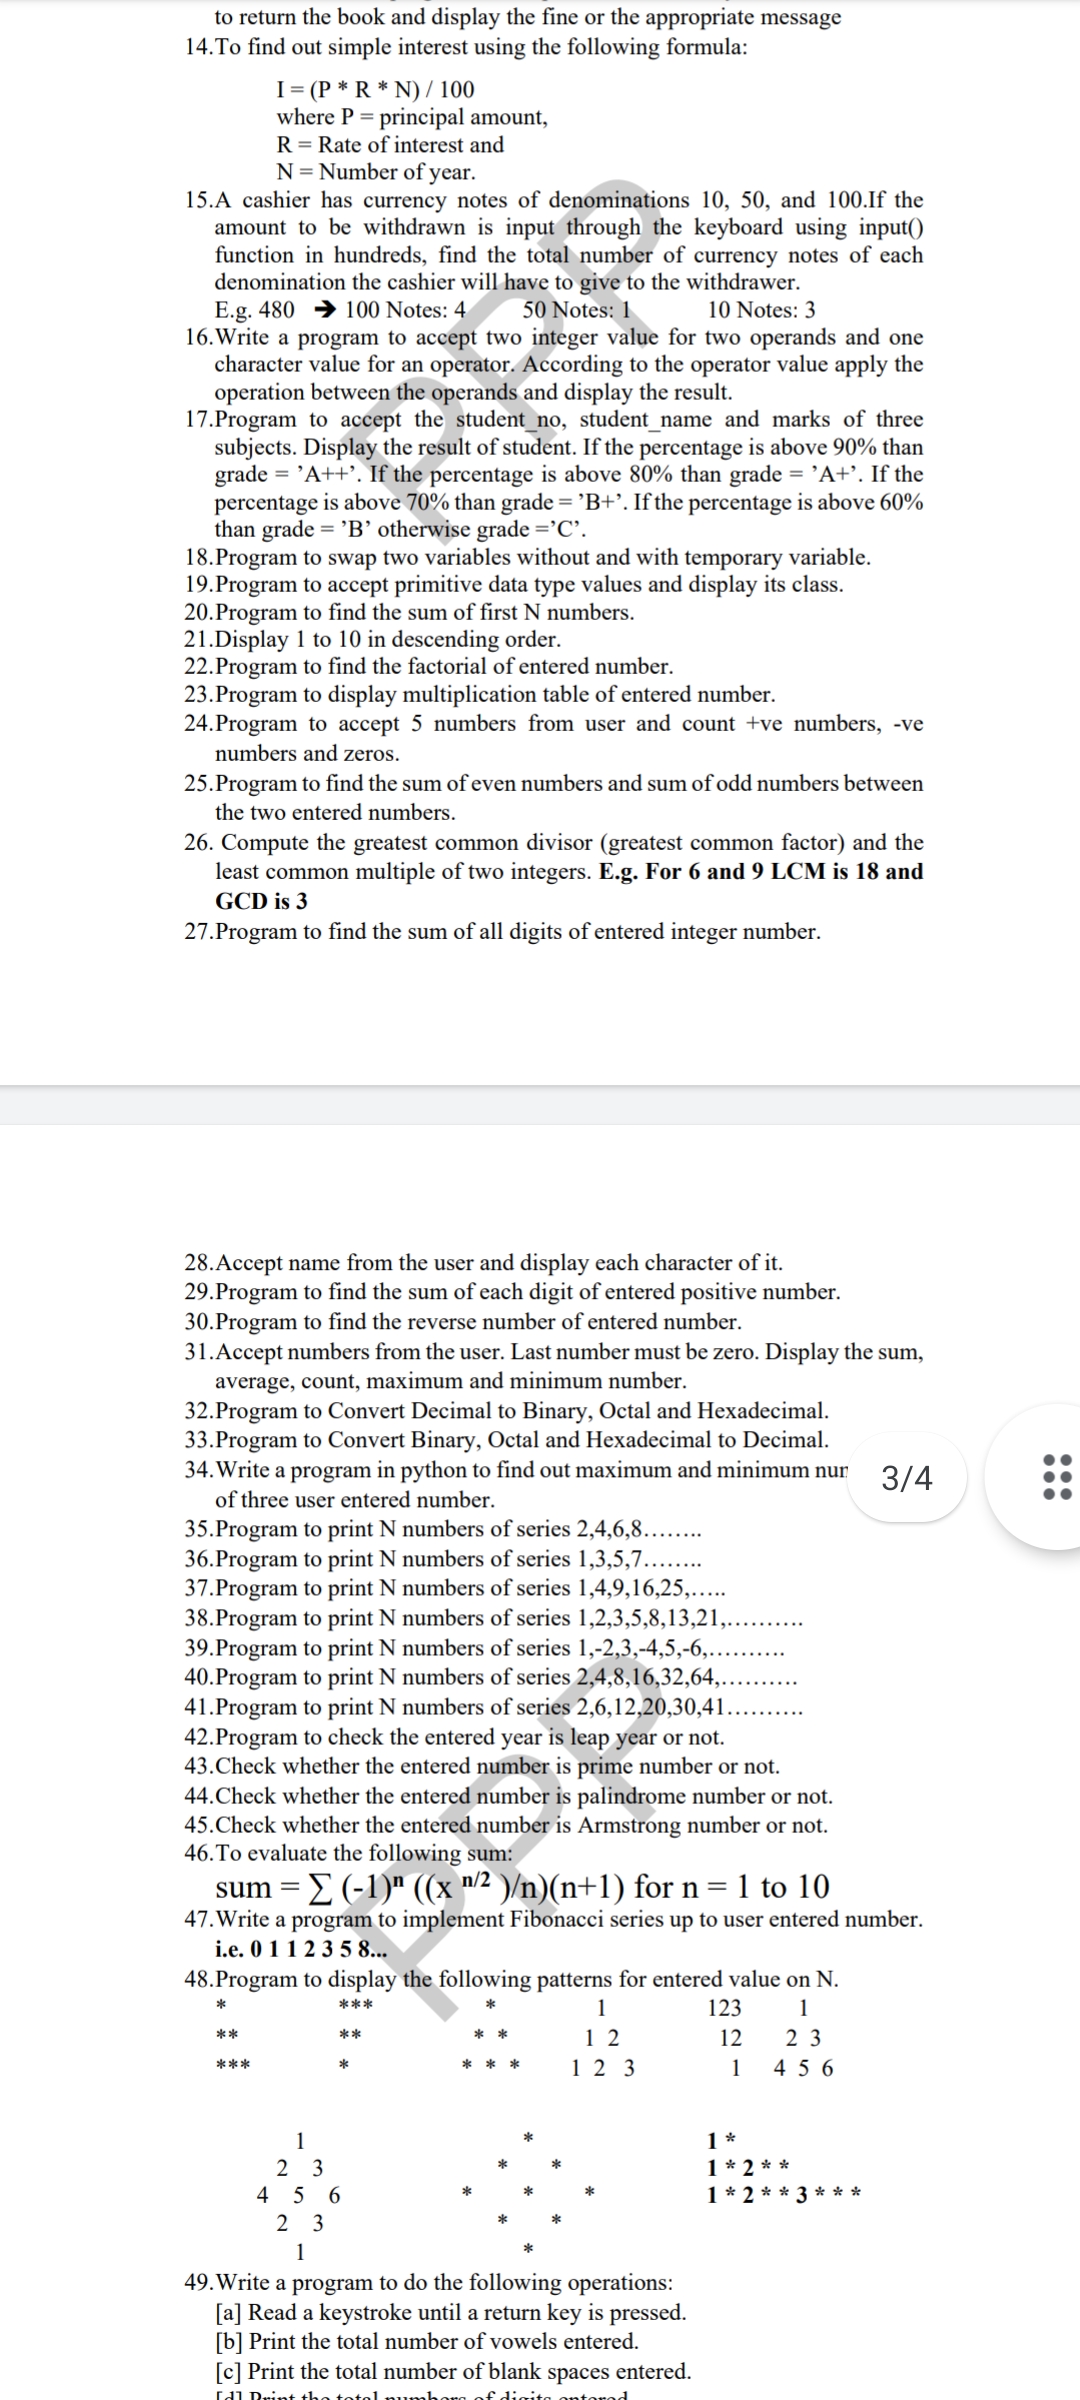 to return the book and display the fine or the appropriate message
14.To find out simple interest using the following formula:
I = (P * R * N) / 100
where P = principal amount,
R = Rate of interest and
N = Number of year.
15.A cashier has currency notes of denominations 10, 50, and 100.If the
amount to be withdrawn is input through the keyboard using input()
function in hundreds, find the total number of currency notes of each
denomination the cashier will have to give to the withdrawer.
E.g. 480 ➔ 100 Notes: 4 50 Notes: 1 10 Notes: 3
16.Write a program to accept two integer value for two operands and one
character value for an operator. According to the operator value apply the
operation between the operands and display the result.
17.Program to accept the student_no, student_name and marks of three
subjects. Display the result of student. If the percentage is above 90% than
grade = ’A++’. If the percentage is above 80% than grade = ’A+’. If the
percentage is above 70% than grade = ’B+’. If the percentage is above 60%
than grade = ’B’ otherwise grade =’C’.
18.Program to swap two variables without and with temporary variable.
19.Program to accept primitive data type values and display its class.
20.Program to find the sum of first N numbers.
21.Display 1 to 10 in descending order.
22.Program to find the factorial of entered number.
23.Program to display multiplication table of entered number.
24.Program to accept 5 numbers from user and count +ve numbers, -ve
numbers and zeros.
25.Program to find the sum of even numbers and sum of odd numbers between
the two entered numbers.
26. Compute the greatest common divisor (greatest common factor) and the
least common multiple of two integers. E.g. For 6 and 9 LCM is 18 and
GCD is 3
27.Program to find the sum of all digits of entered integer number.
PPP
28.Accept name from the user and display each character of it.
29.Program to find the sum of each digit of entered positive number.
30.Program to find the reverse number of entered number.
31.Accept numbers from the user. Last number must be zero. Display the sum,
average, count, maximum and minimum number.
32.Program to Convert Decimal to Binary, Octal and Hexadecimal.
33.Program to Convert Binary, Octal and Hexadecimal to Decimal.
34.Write a program in python to find out maximum and minimum
3/4
of three user entered number.
35.Program to print N numbers of series 2,4,6,8........
36.Program to print N numbers of series 1,3,5,7........
37.Program to print N numbers of series 1,4,9,16,25,.....
38.Program to print N numbers of series 1,2,3,5,8,13,21,..........
39.Program to print N numbers of series 1,-2,3,-4,5,-6,..........
40.Program to print N numbers of series 2,4,8,16,32,64,..........
41.Program to print N numbers of series 2,6,12,20,30,41..........
42.Program to check the entered year is leap year or not.
43.Check whether the entered number is prime number or not.
44.Check whether the entered number is palindrome number or not.
45.Check whether the entered number is Armstrong number or not.
46.To evaluate the following sum:
sum = ∑ (-1)ⁿ ((x n/2 )/n)(n+1) for n = 1 to 10
47.Write a program to implement Fibonacci series up to user entered number.
i.e. 0 1 1 2 3 5 8...
48.Program to display the following patterns for entered value on N.
* *** * 1 123 1
** ** * * 1 2 12 2 3
*** * * * * 1 2 3 1 4 5 6
1 * 1 *
2 3 * * 1 * 2 * *
4 5 6 * * * 1 * 2 * * 3 * * *
2 3 * *
1 *
49.Write a program to do the following operations:
[a] Read a keystroke until a return key is pressed.
[b] Print the total number of vowels entered.
[c] Print the total number of blank spaces entered.
[d] Print the total numbers of digits entered.
PPP